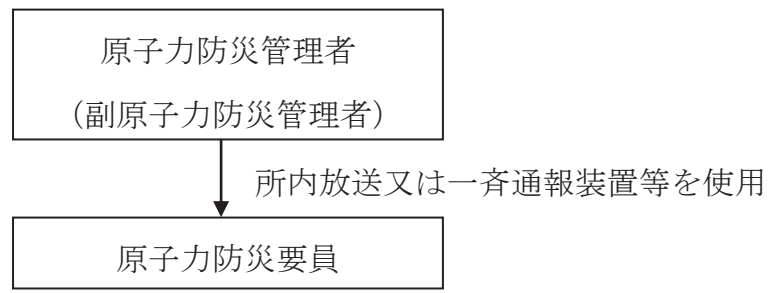 原子力防災管理者
（副原子力防災管理者）
所内放送又は一斉通報装置等を使用
原子力防災要員